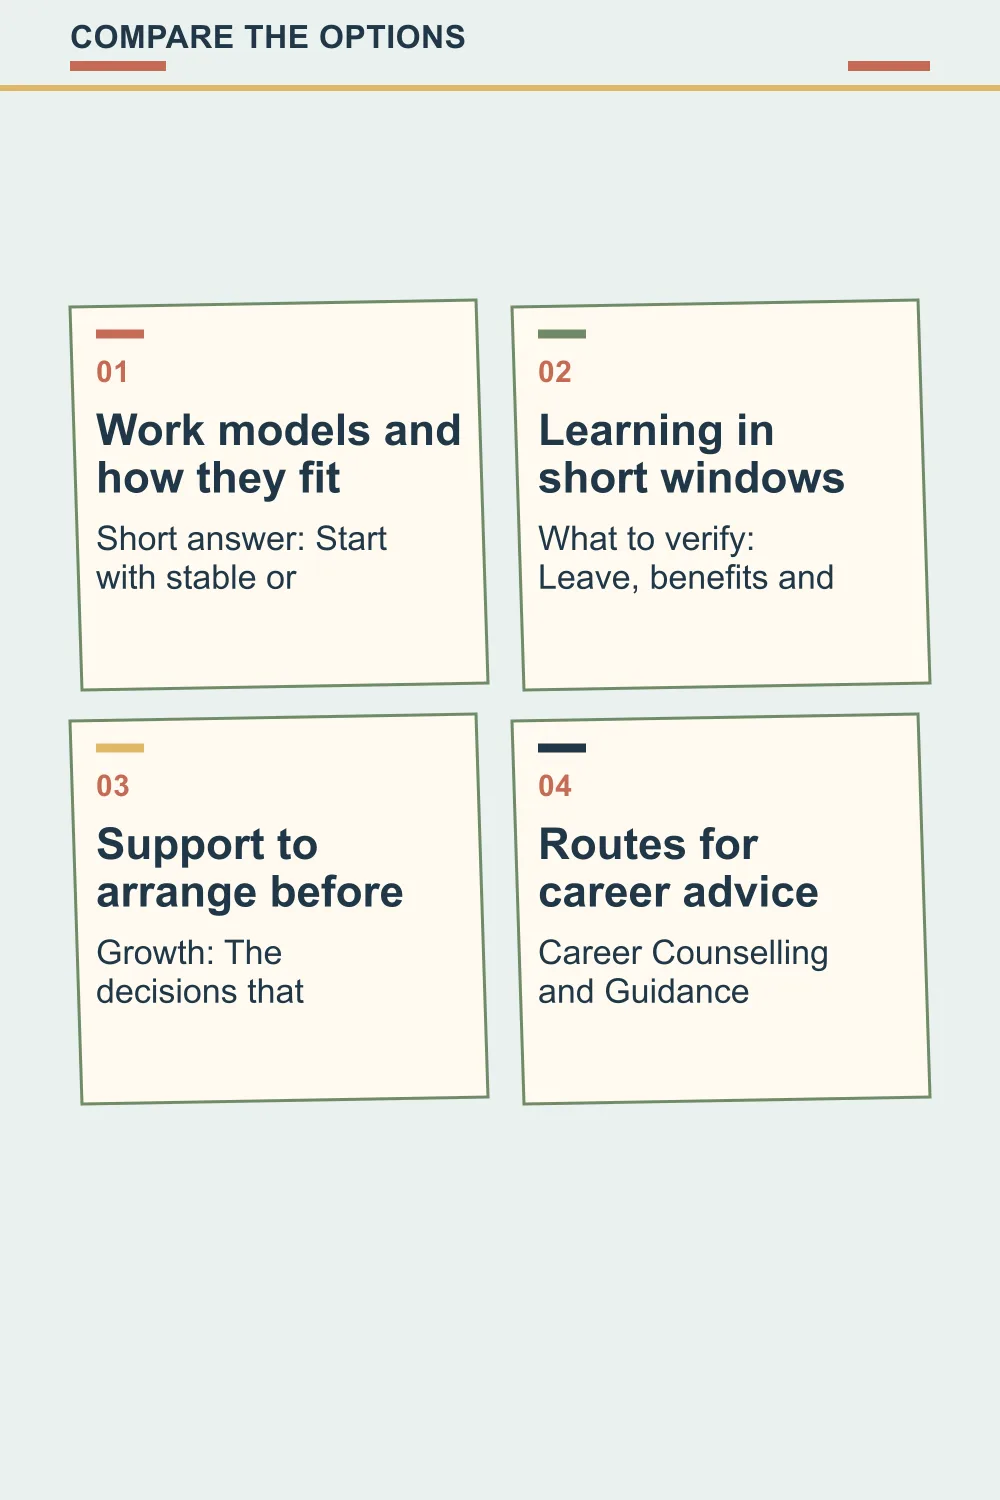 COMPARE THE OPTIONS
01
Work models and
how they fit
Short answer: Start
with stable or
02
Learning in
short windows
What to verify:
Leave, benefits and
03
Support to
arrange before
Growth: The
decisions that
04
Routes for
career advice
Career Counselling
and Guidance